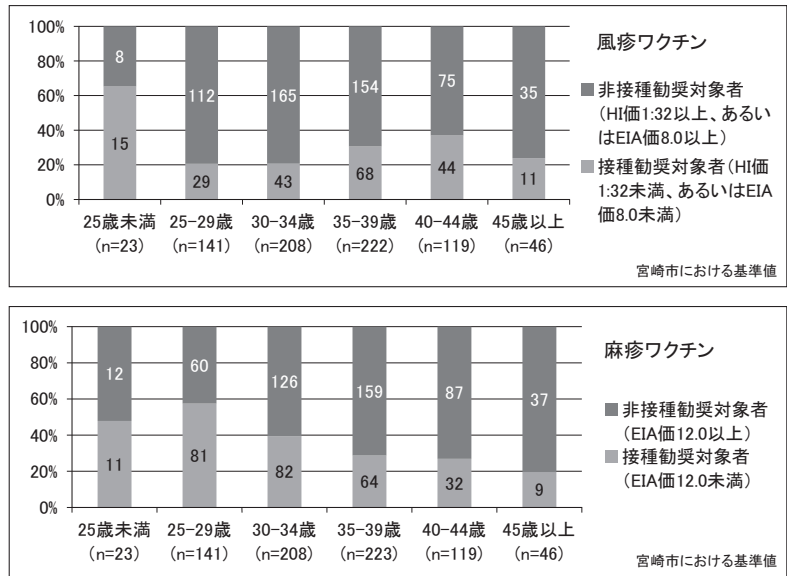 100%
80%
60%
40%
20%
0%
8
112
165
154
75
35
15
29
43
68
44
11
25歳未満
(n=23)
25-29歳
(n=141)
30-34歳
(n=208)
35-39歳
(n=222)
40-44歳
(n=119)
45歳以上
(n=46)
風疹ワクチン
非接種勧奨対象者
(HI価1:32以上、あるい
はEIA価8.0以上)
接種勧奨対象者(HI価
1:32未満、あるいはEIA
価8.0未満)
宮崎市における基準値
100%
80%
60%
40%
20%
0%
12
60
126
159
87
37
11
81
82
64
32
9
25歳未満
(n=23)
25-29歳
(n=141)
30-34歳
(n=208)
35-39歳
(n=223)
40-44歳
(n=119)
45歳以上
(n=46)
麻疹ワクチン
非接種勧奨対象者
(EIA価12.0以上)
接種勧奨対象者
(EIA価12.0未満)
宮崎市における基準値